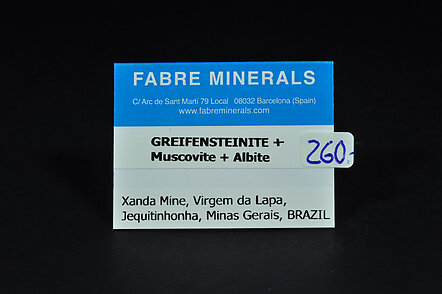 FABRE MINERALS
C/ Arc de Sant Martí 79 Local 08032 Barcelona (Spain)
www.fabreminerals.com
GREIFENSTEINITE +
Muscovite + Albite
260,-
Xanda Mine, Virgem da Lapa,
Jequitinhonha, Minas Gerais, BRAZIL